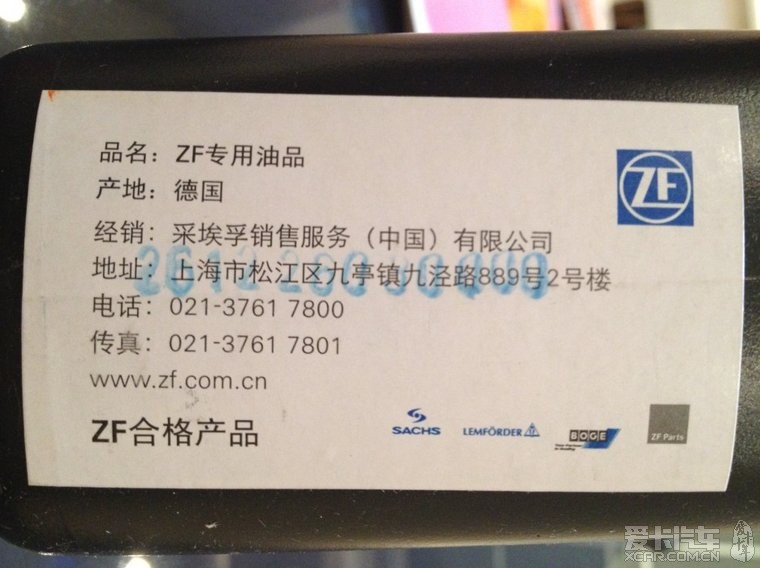 品名：ZF专用油品
产地：德国
ZF
经销：采埃孚销售服务（中国）有限公司
地址：上海市松江区九亭镇九泾路889号2号楼
电话：021-3761 7800
传真：021-3761 7801
www.zf.com.cn
ZF合格产品
SACHS
LEMFÖRDER
BOGE
ZF Parts
爱卡汽车
XCAR.COM.CN